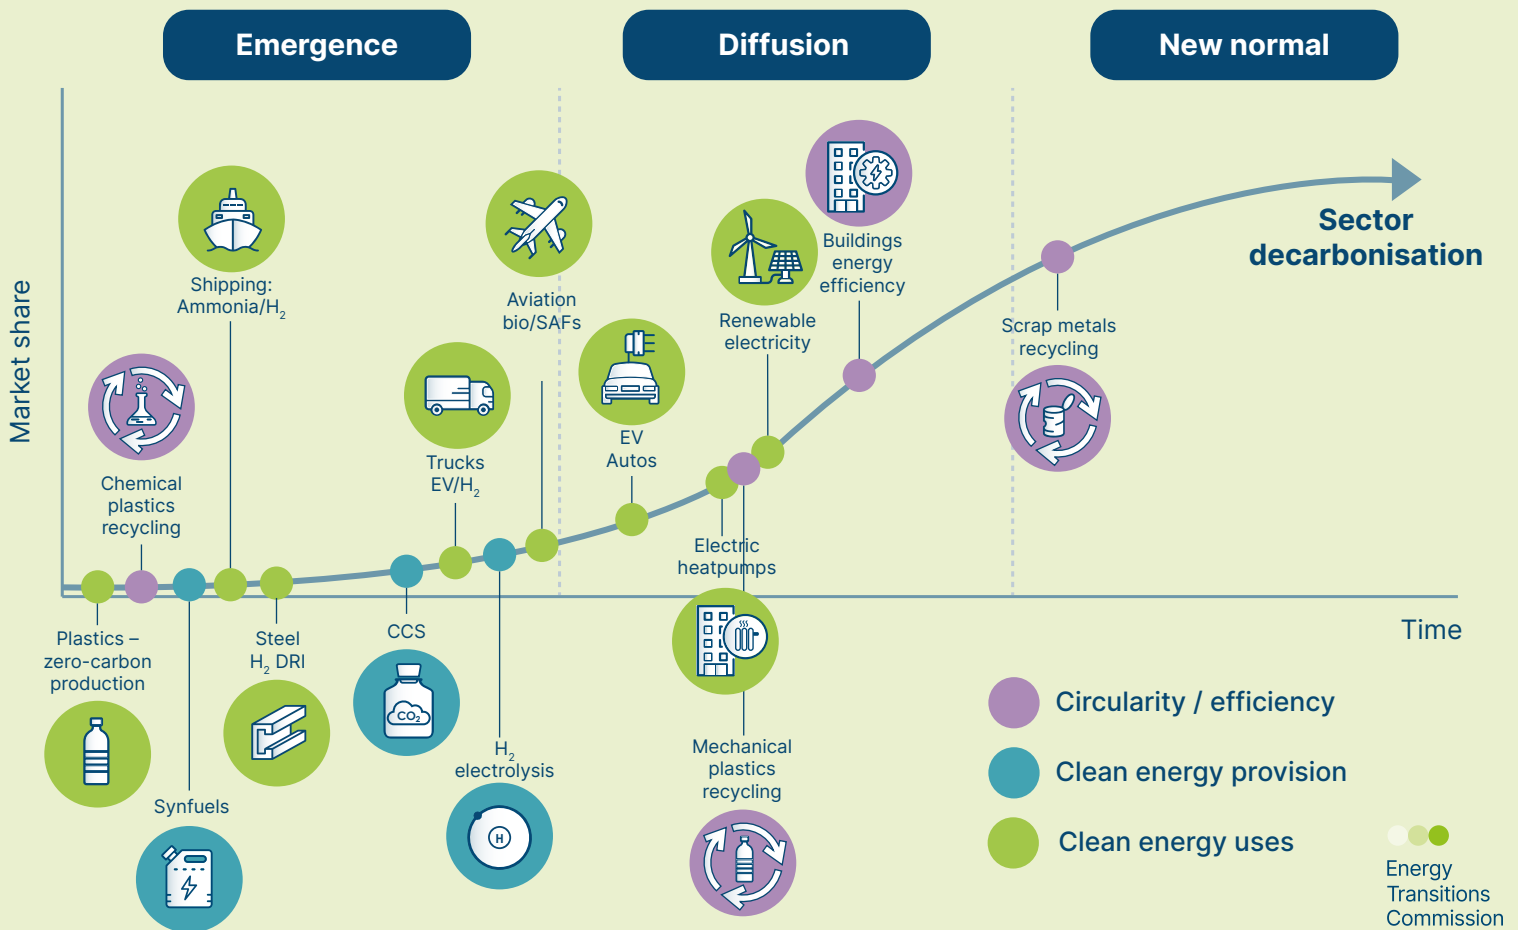 Emergence
Diffusion
New normal
Market share
Shipping:
Ammonia/H₂
Chemical
plastics
recycling
Trucks
EV/H₂
Aviation
bio/SAFs
EV
Autos
Renewable
electricity
Buildings
energy
efficiency
Sector
decarbonisation
Scrap metals
recycling
Electric
heatpumps
Time
Plastics –
zero-carbon
production
Synfuels
Steel
H₂ DRI
CCS
CO₂
H₂
electrolysis
H
Mechanical
plastics
recycling
Circularity / efficiency
Clean energy provision
Clean energy uses
Energy
Transitions
Commission